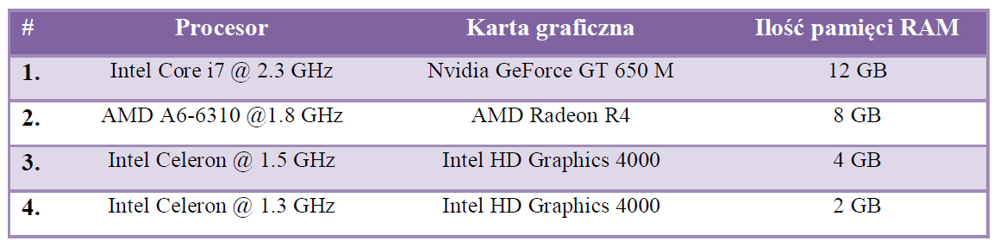 # Procesor Karta graficzna Ilość pamięci RAM
1. Intel Core i7 @ 2.3 GHz Nvidia GeForce GT 650 M 12 GB
2. AMD A6-6310 @1.8 GHz AMD Radeon R4 8 GB
3. Intel Celeron @ 1.5 GHz Intel HD Graphics 4000 4 GB
4. Intel Celeron @ 1.3 GHz Intel HD Graphics 4000 2 GB